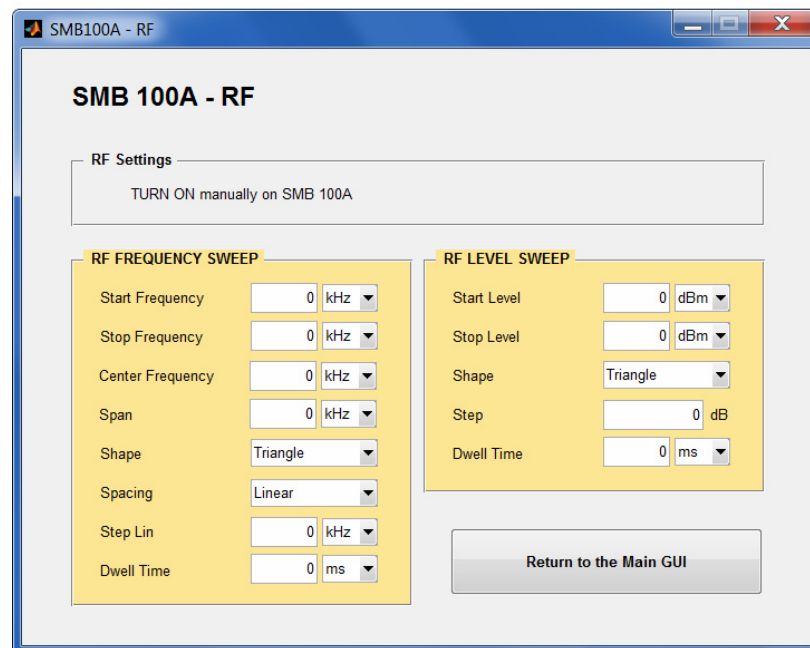 SMB100A - RF
SMB 100A - RF
RF Settings
TURN ON manually on SMB 100A
RF FREQUENCY SWEEP
Start Frequency 0 kHz
Stop Frequency 0 kHz
Center Frequency 0 kHz
Span 0 kHz
Shape Triangle
Spacing Linear
Step Lin 0 kHz
Dwell Time 0 ms
RF LEVEL SWEEP
Start Level 0 dBm
Stop Level 0 dBm
Shape Triangle
Step 0 dB
Dwell Time 0 ms
Return to the Main GUI